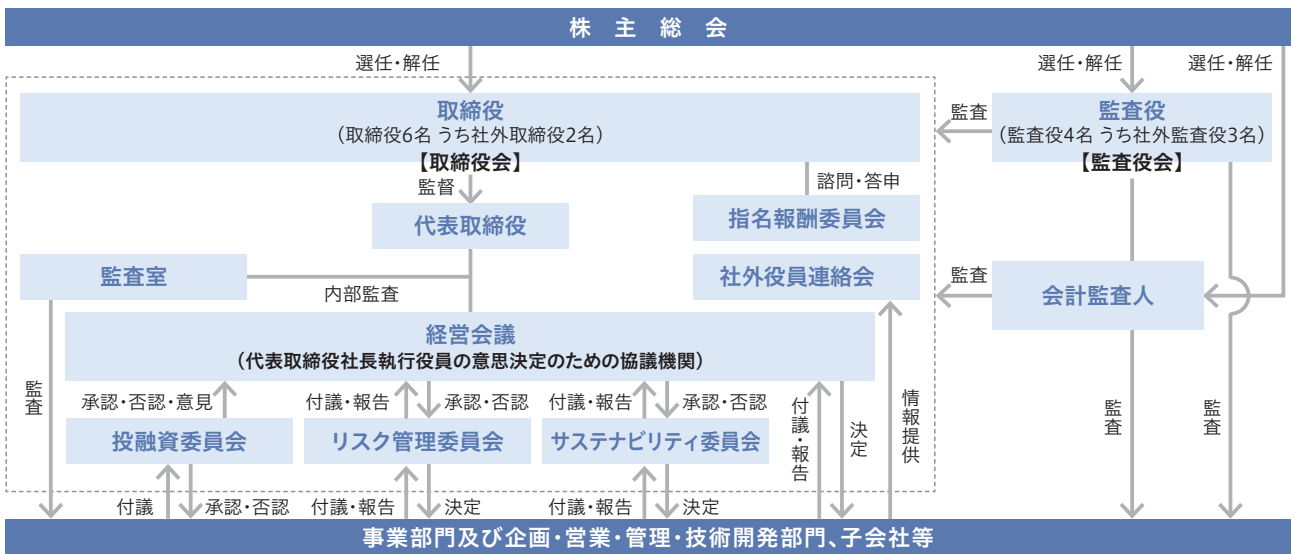 株主総会
選任・解任
選任・解任
選任・解任
取締役
（取締役6名 うち社外取締役2名）
【取締役会】
監査
監査役
（監査役4名 うち社外監査役3名）
【監査役会】
監督
諮問・答申
代表取締役
指名報酬委員会
監査室
内部監査
社外役員連絡会
監査
会計監査人
経営会議
（代表取締役社長執行役員の意思決定のための協議機関）
監査
承認・否認・意見
付議・報告
承認・否認
付議・報告
承認・否認
付議・報告
決定
情報提供
監査
監査
投融資委員会
リスク管理委員会
サステナビリティ委員会
付議
承認・否認
付議・報告
決定
付議・報告
決定
事業部門及び企画・営業・管理・技術開発部門、子会社等